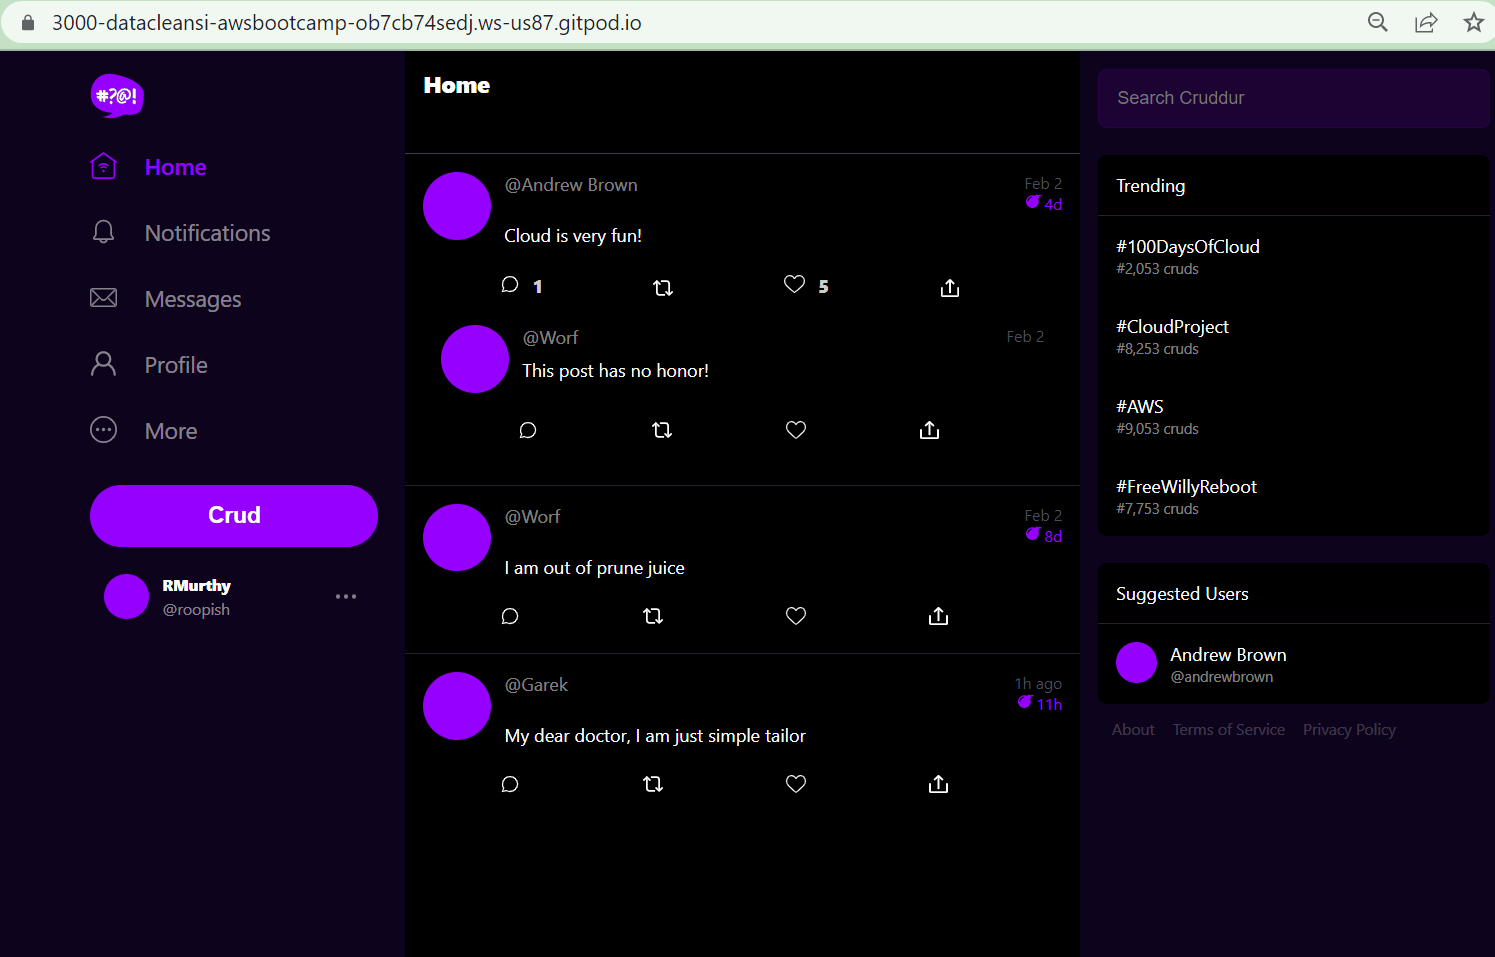 3000-datacleansi-awsbootcamp-ob7cb74sedj.ws-us87.gitpod.io
#?@!
Home
Notifications
Messages
Profile
More
Crud
RMurthy
@roopish
Home
@Andrew Brown
Feb 2
4d
Cloud is very fun!
1
5
@Worf
Feb 2
This post has no honor!
@Worf
Feb 2
8d
I am out of prune juice
@Garek
1h ago
11h
My dear doctor, I am just simple tailor
Search Cruddur
Trending
#100DaysOfCloud
#2,053 cruds
#CloudProject
#8,253 cruds
#AWS
#9,053 cruds
#FreeWillyReboot
#7,753 cruds
Suggested Users
Andrew Brown
@andrewbrown
About Terms of Service Privacy Policy